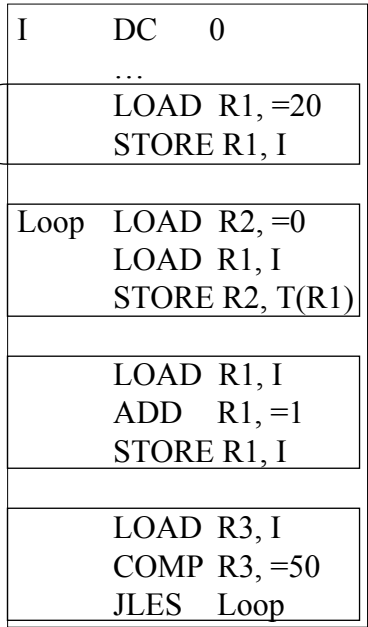 I DC 0
…
LOAD R1, =20
STORE R1, I
Loop LOAD R2, =0
LOAD R1, I
STORE R2, T(R1)
LOAD R1, I
ADD R1, =1
STORE R1, I
LOAD R3, I
COMP R3, =50
JLES Loop